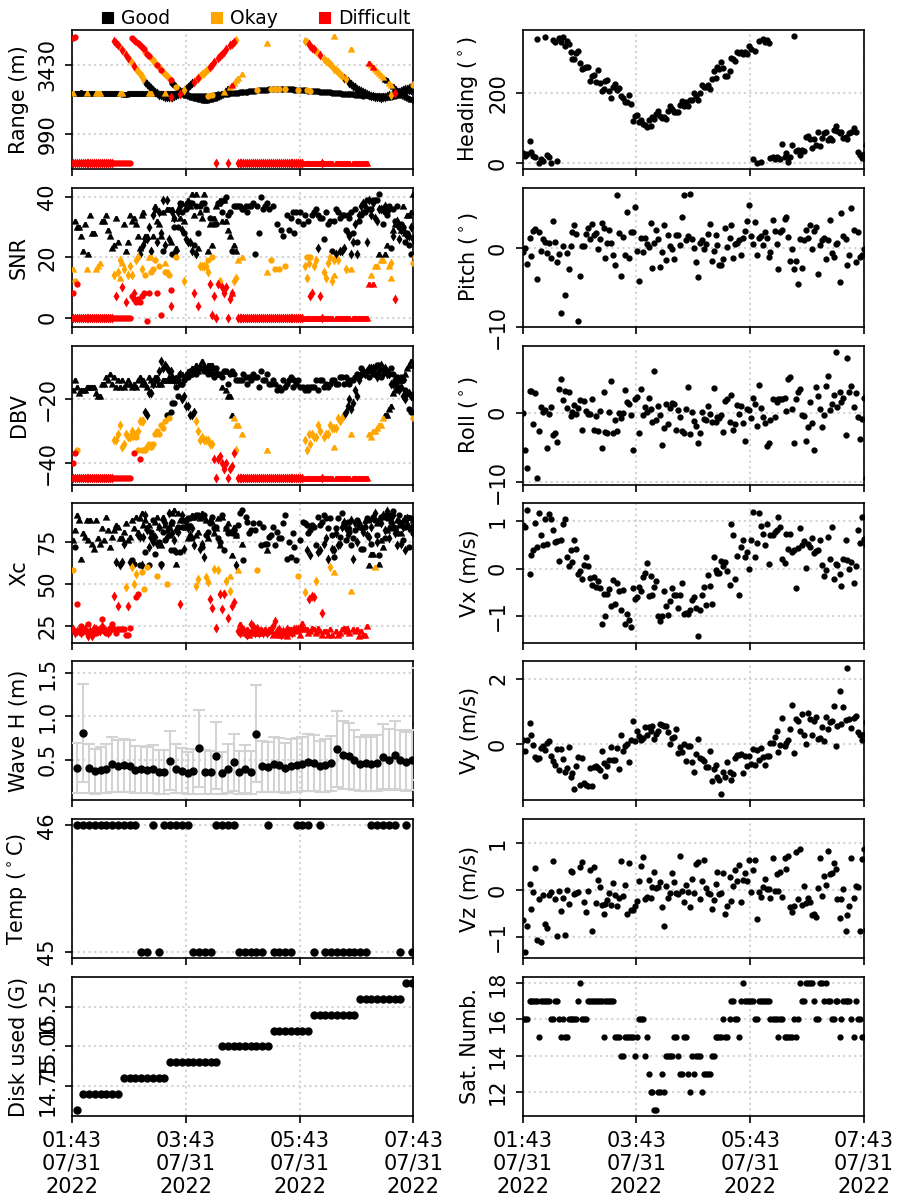 Good Okay Difficult
Range (m)
3430
990
Heading (°)
200
0
SNR
40
20
0
Pitch (°)
0
−10
DBV
−20
−40
Roll (°)
0
−10
Xc
75
50
25
Vx (m/s)
1
0
−1
Wave H (m)
1.5
1.0
0.5
Vy (m/s)
2
0
Temp (°C)
46
45
Vz (m/s)
1
0
−1
Disk used (G)
Sat. Numb.
18
16
14
12
01:43 03:43 05:43 07:43 01:43 03:43 05:43 07:43
07/31 07/31 07/31 07/31 07/31 07/31 07/31 07/31
2022 2022 2022 2022 2022 2022 2022 2022